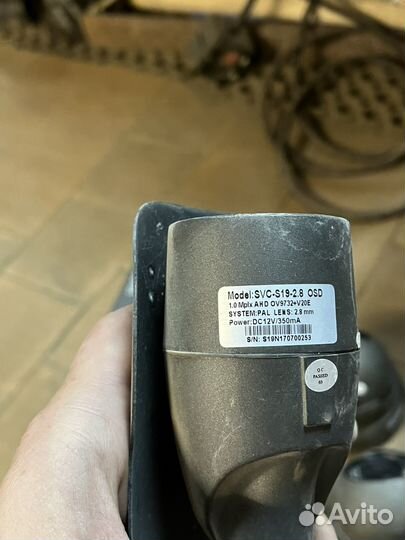 Model:SVC-S19-2.8 OSD
1.0 Mpix AHD OV9732+V20E
SYSTEM:PAL LENS: 2.8 mm
Power:DC12V/350mA
S/N: S19N170700253
QC
PASSED
Avito